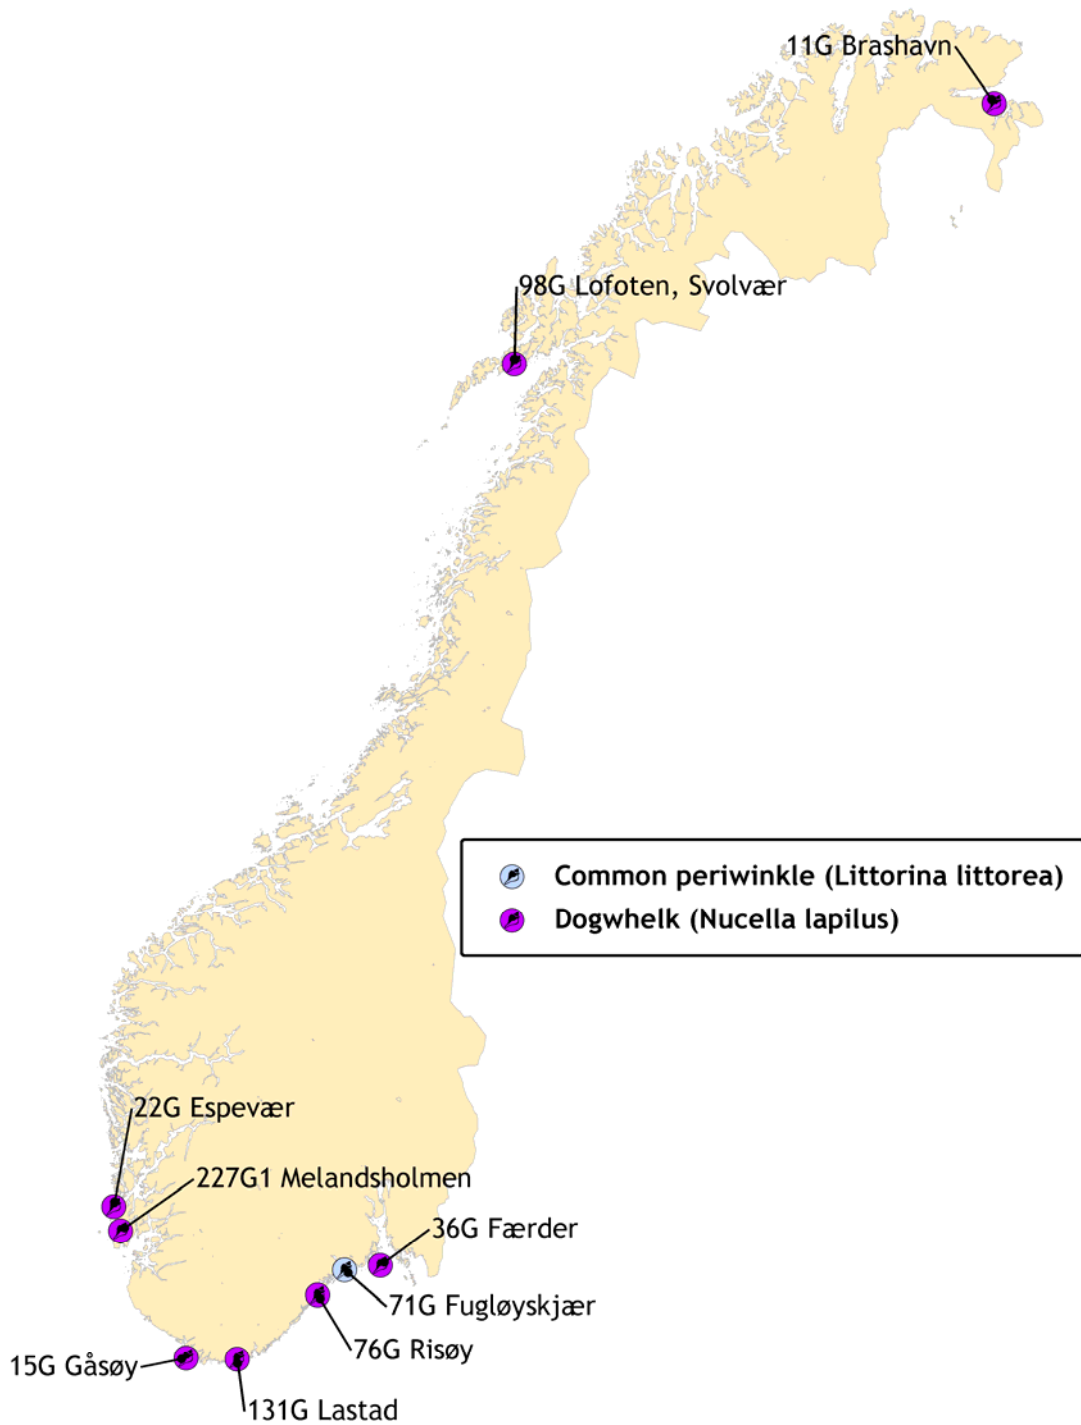 11G Brashavn
98G Lofoten, Svolvær
Common periwinkle (Littorina littorea)
Dogwhelk (Nucella lapilus)
22G Espevær
227G1 Melandsholmen
36G Færder
71G Fugløyskjær
76G Risøy
15G Gåsøy
131G Lastad